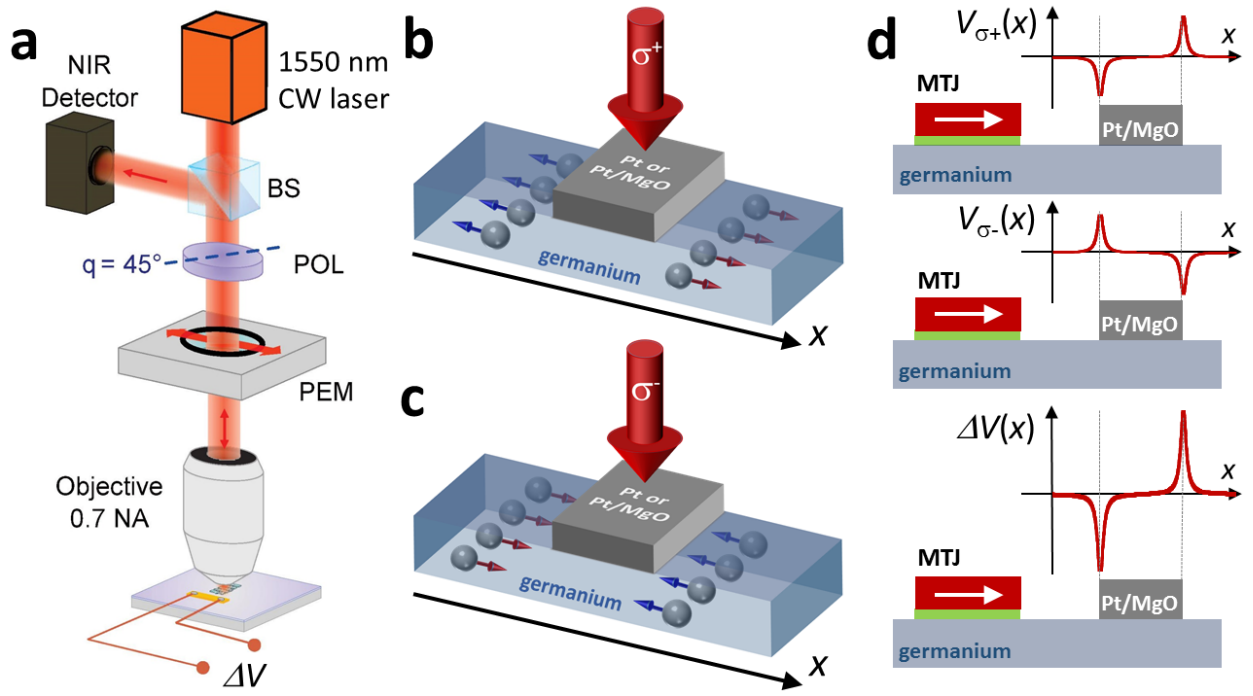 a
NIR
Detector
1550 nm
CW laser
BS
q = 45°
POL
PEM
Objective
0.7 NA
ΔV
b
σ+
Pt or
Pt/MgO
germanium
x
c
σ-
Pt or
Pt/MgO
germanium
x
d
Vσ+(x)
x
MTJ
Pt/MgO
germanium
Vσ-(x)
x
MTJ
Pt/MgO
germanium
ΔV(x)
x
MTJ
Pt/MgO
germanium